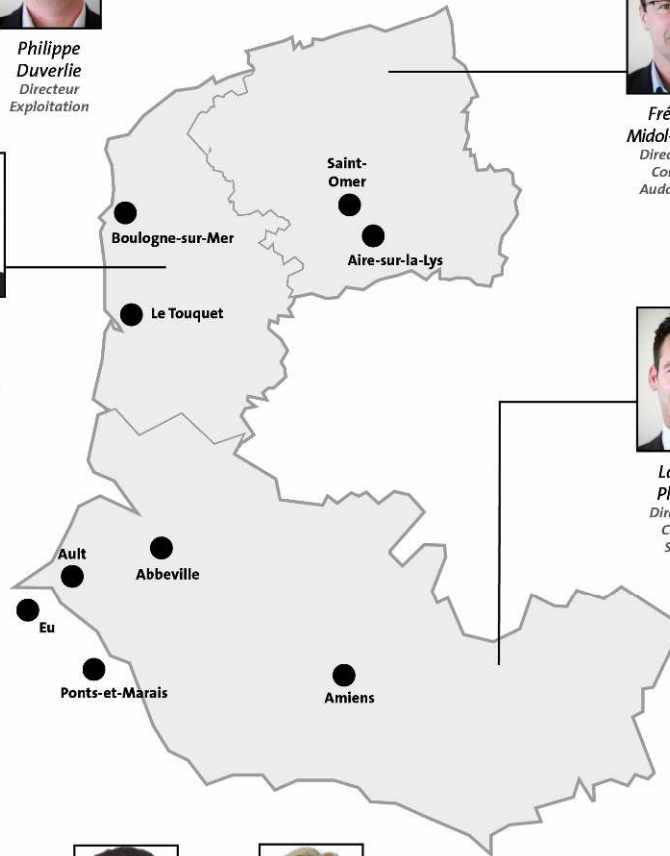 Philippe
Duverlie
Directeur
Exploitation
Saint-
Omer
Boulogne-sur-Mer
Aire-sur-la-Lys
Le Touquet
Ault
Abbeville
Eu
Ponts-et-Marais
Amiens